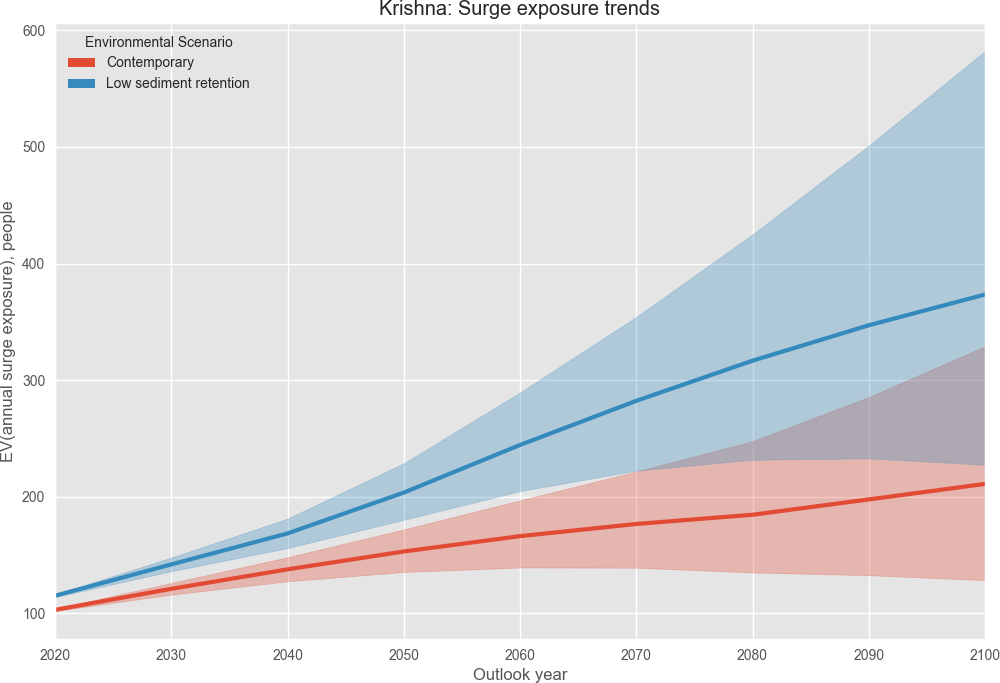 Krishna: Surge exposure trends
Environmental Scenario
Contemporary
Low sediment retention
600
500
400
300
200
100
EV(annual surge exposure), people
2020 2030 2040 2050 2060 2070 2080 2090 2100
Outlook year